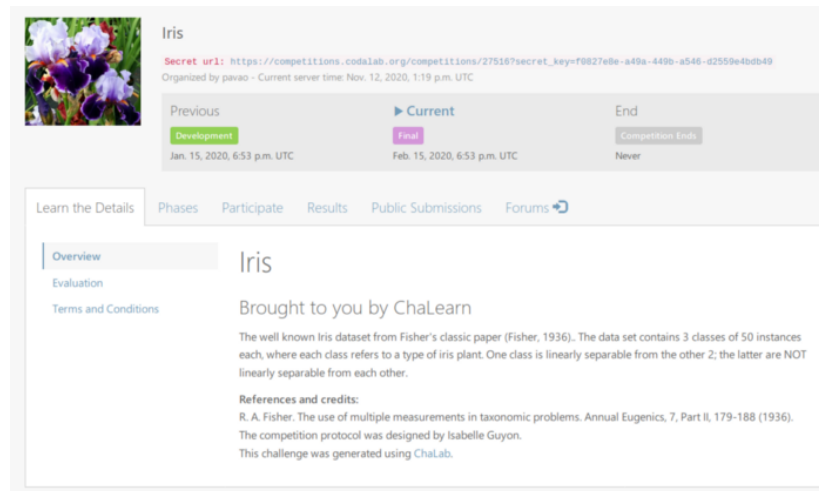 Iris
Secret url: https://competitions.codalab.org/competitions/27516?secret_key=f0827e8e-a49a-449b-a546-d2559e4bdb49
Organized by pavao - Current server time: Nov. 12, 2020, 1:19 p.m. UTC
Previous
Current
End
Development
Final
Competition Ends
Jan. 15, 2020, 6:53 p.m. UTC
Feb. 15, 2020, 6:53 p.m. UTC
Never
Learn the Details
Phases
Participate
Results
Public Submissions
Forums
Overview
Evaluation
Terms and Conditions
Iris
Brought to you by ChaLearn
The well known Iris dataset from Fisher's classic paper (Fisher, 1936).. The data set contains 3 classes of 50 instances
each, where each class refers to a type of iris plant. One class is linearly separable from the other 2; the latter are NOT
linearly separable from each other.
References and credits:
R. A. Fisher. The use of multiple measurements in taxonomic problems. Annual Eugenics, 7, Part II, 179-188 (1936).
The competition protocol was designed by Isabelle Guyon.
This challenge was generated using ChaLab.